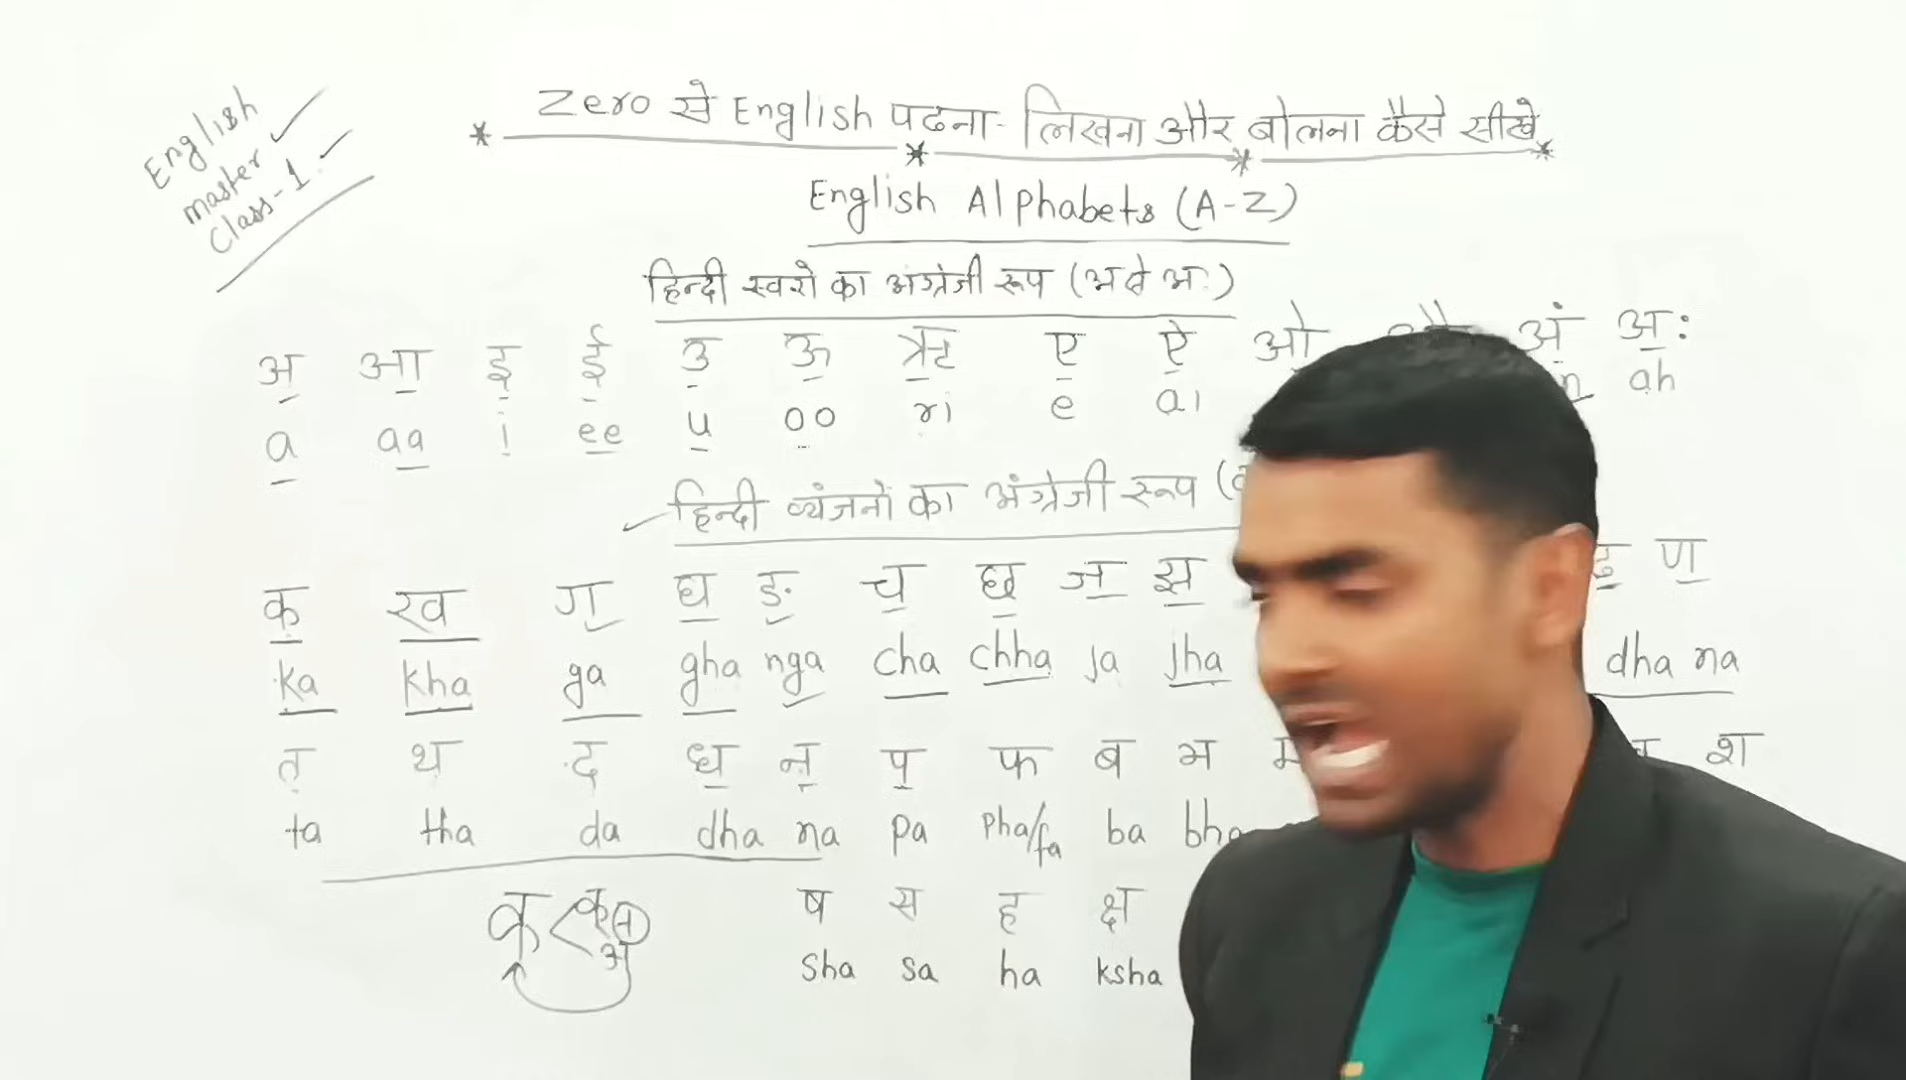 Zero से English पढना- लिखना और बोलना कैसे सीखे
English
master
Class-1.
English Alphabets (A-Z)
हिन्दी स्वरो का अंग्रेजी रूप (अ से अ:)
अ आ इ ई उ ऊ ऋ ए ऐ ओ अं अ:
a aa i ee u oo ri e ai ah
हिन्दी व्यंजनों का अंग्रेजी रूप
क ख ग घ ङ च छ ज झ ढ ण
ka kha ga gha nga cha chha ja jha dha na
त थ द ध न प फ ब भ म श
ta tha da dha na pa pha/fa ba bha
क क् अ
ष स ह क्ष
sha sa ha ksha